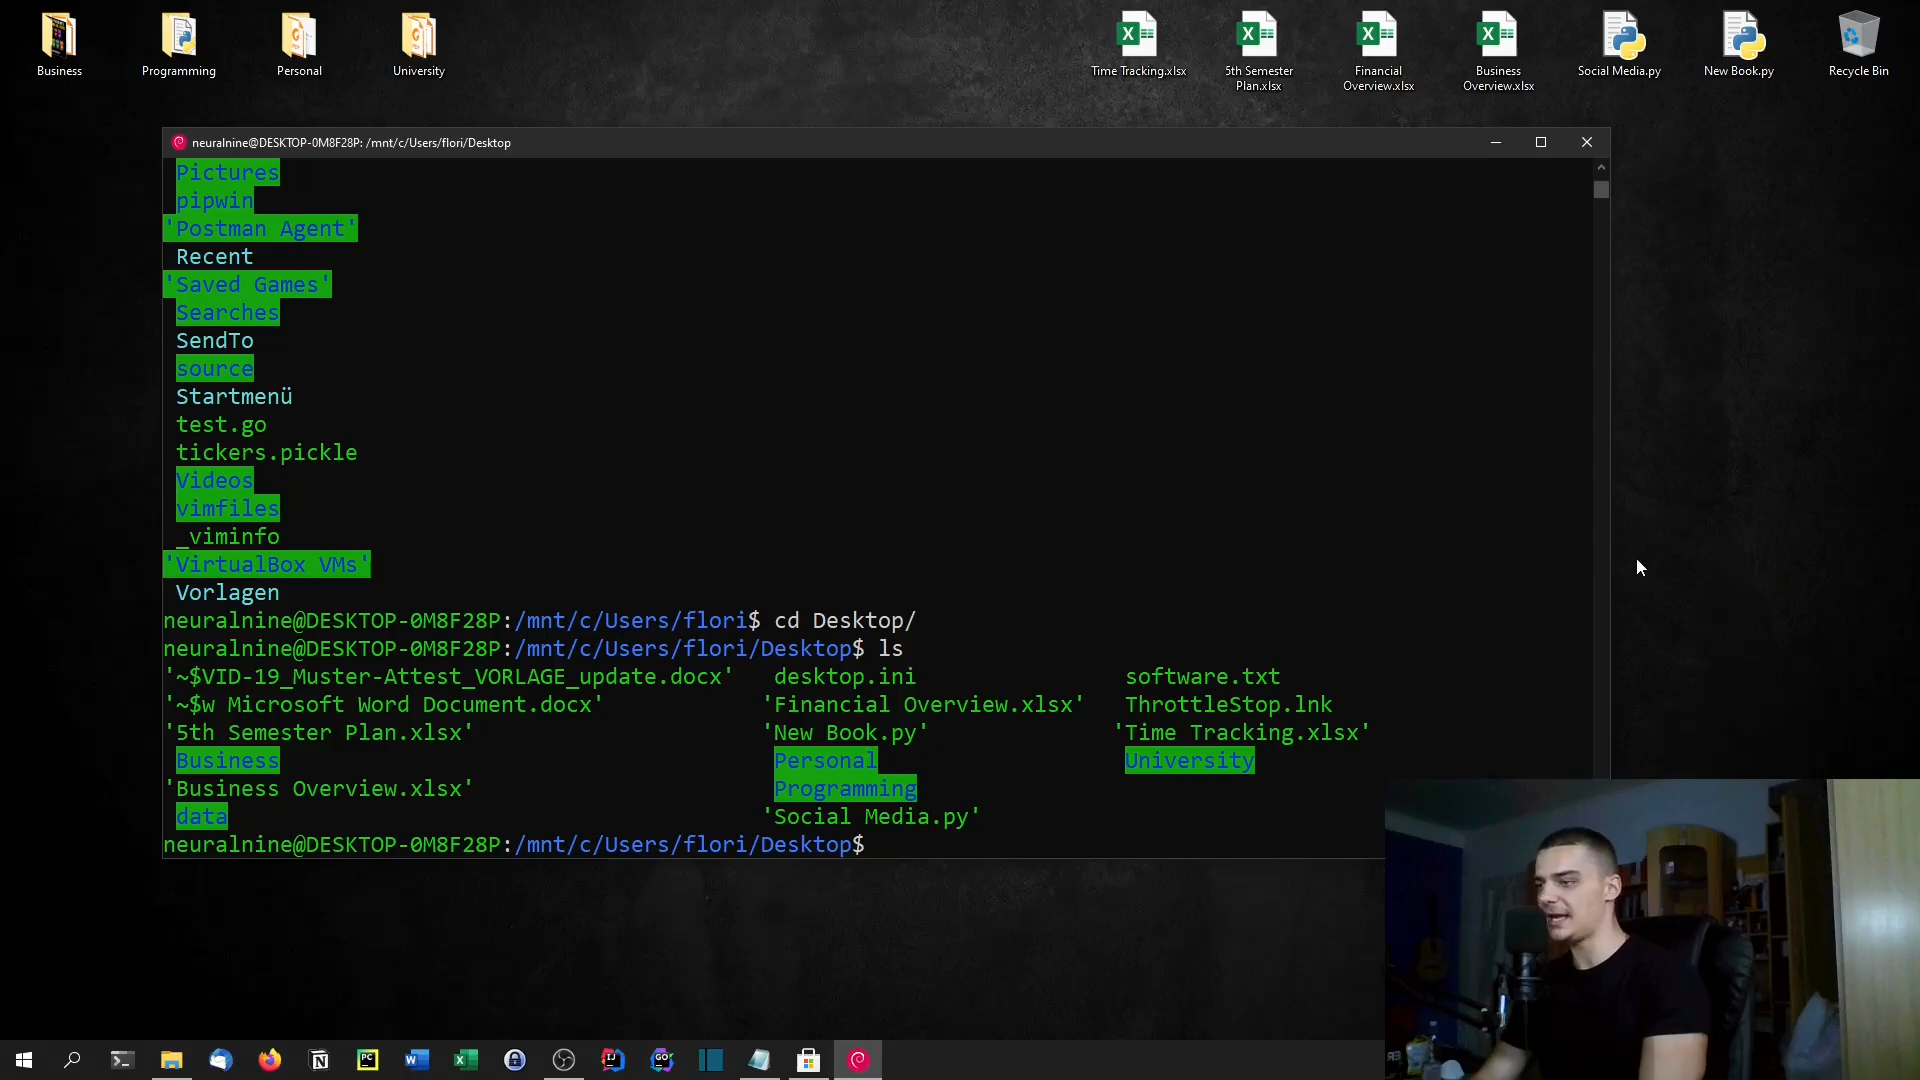 Business
Programming
Personal
University
Time Tracking.xlsx
5th Semester
Plan.xlsx
Financial
Overview.xlsx
Business
Overview.xlsx
Social Media.py
New Book.py
Recycle Bin
neuralnine@DESKTOP-0M8F28P: /mnt/c/Users/flori/Desktop
Pictures
pipwin
'Postman Agent'
Recent
'Saved Games'
Searches
SendTo
source
Startmenü
test.go
tickers.pickle
Videos
vimfiles
_viminfo
'VirtualBox VMs'
Vorlagen
neuralnine@DESKTOP-0M8F28P:/mnt/c/Users/flori$ cd Desktop/
neuralnine@DESKTOP-0M8F28P:/mnt/c/Users/flori/Desktop$ ls
'~$VID-19_Muster-Attest_VORLAGE_update.docx' desktop.ini software.txt
'~$w Microsoft Word Document.docx' 'Financial Overview.xlsx' ThrottleStop.lnk
'5th Semester Plan.xlsx' 'New Book.py' 'Time Tracking.xlsx'
Business Personal University
'Business Overview.xlsx' Programming
data 'Social Media.py'
neuralnine@DESKTOP-0M8F28P:/mnt/c/Users/flori/Desktop$